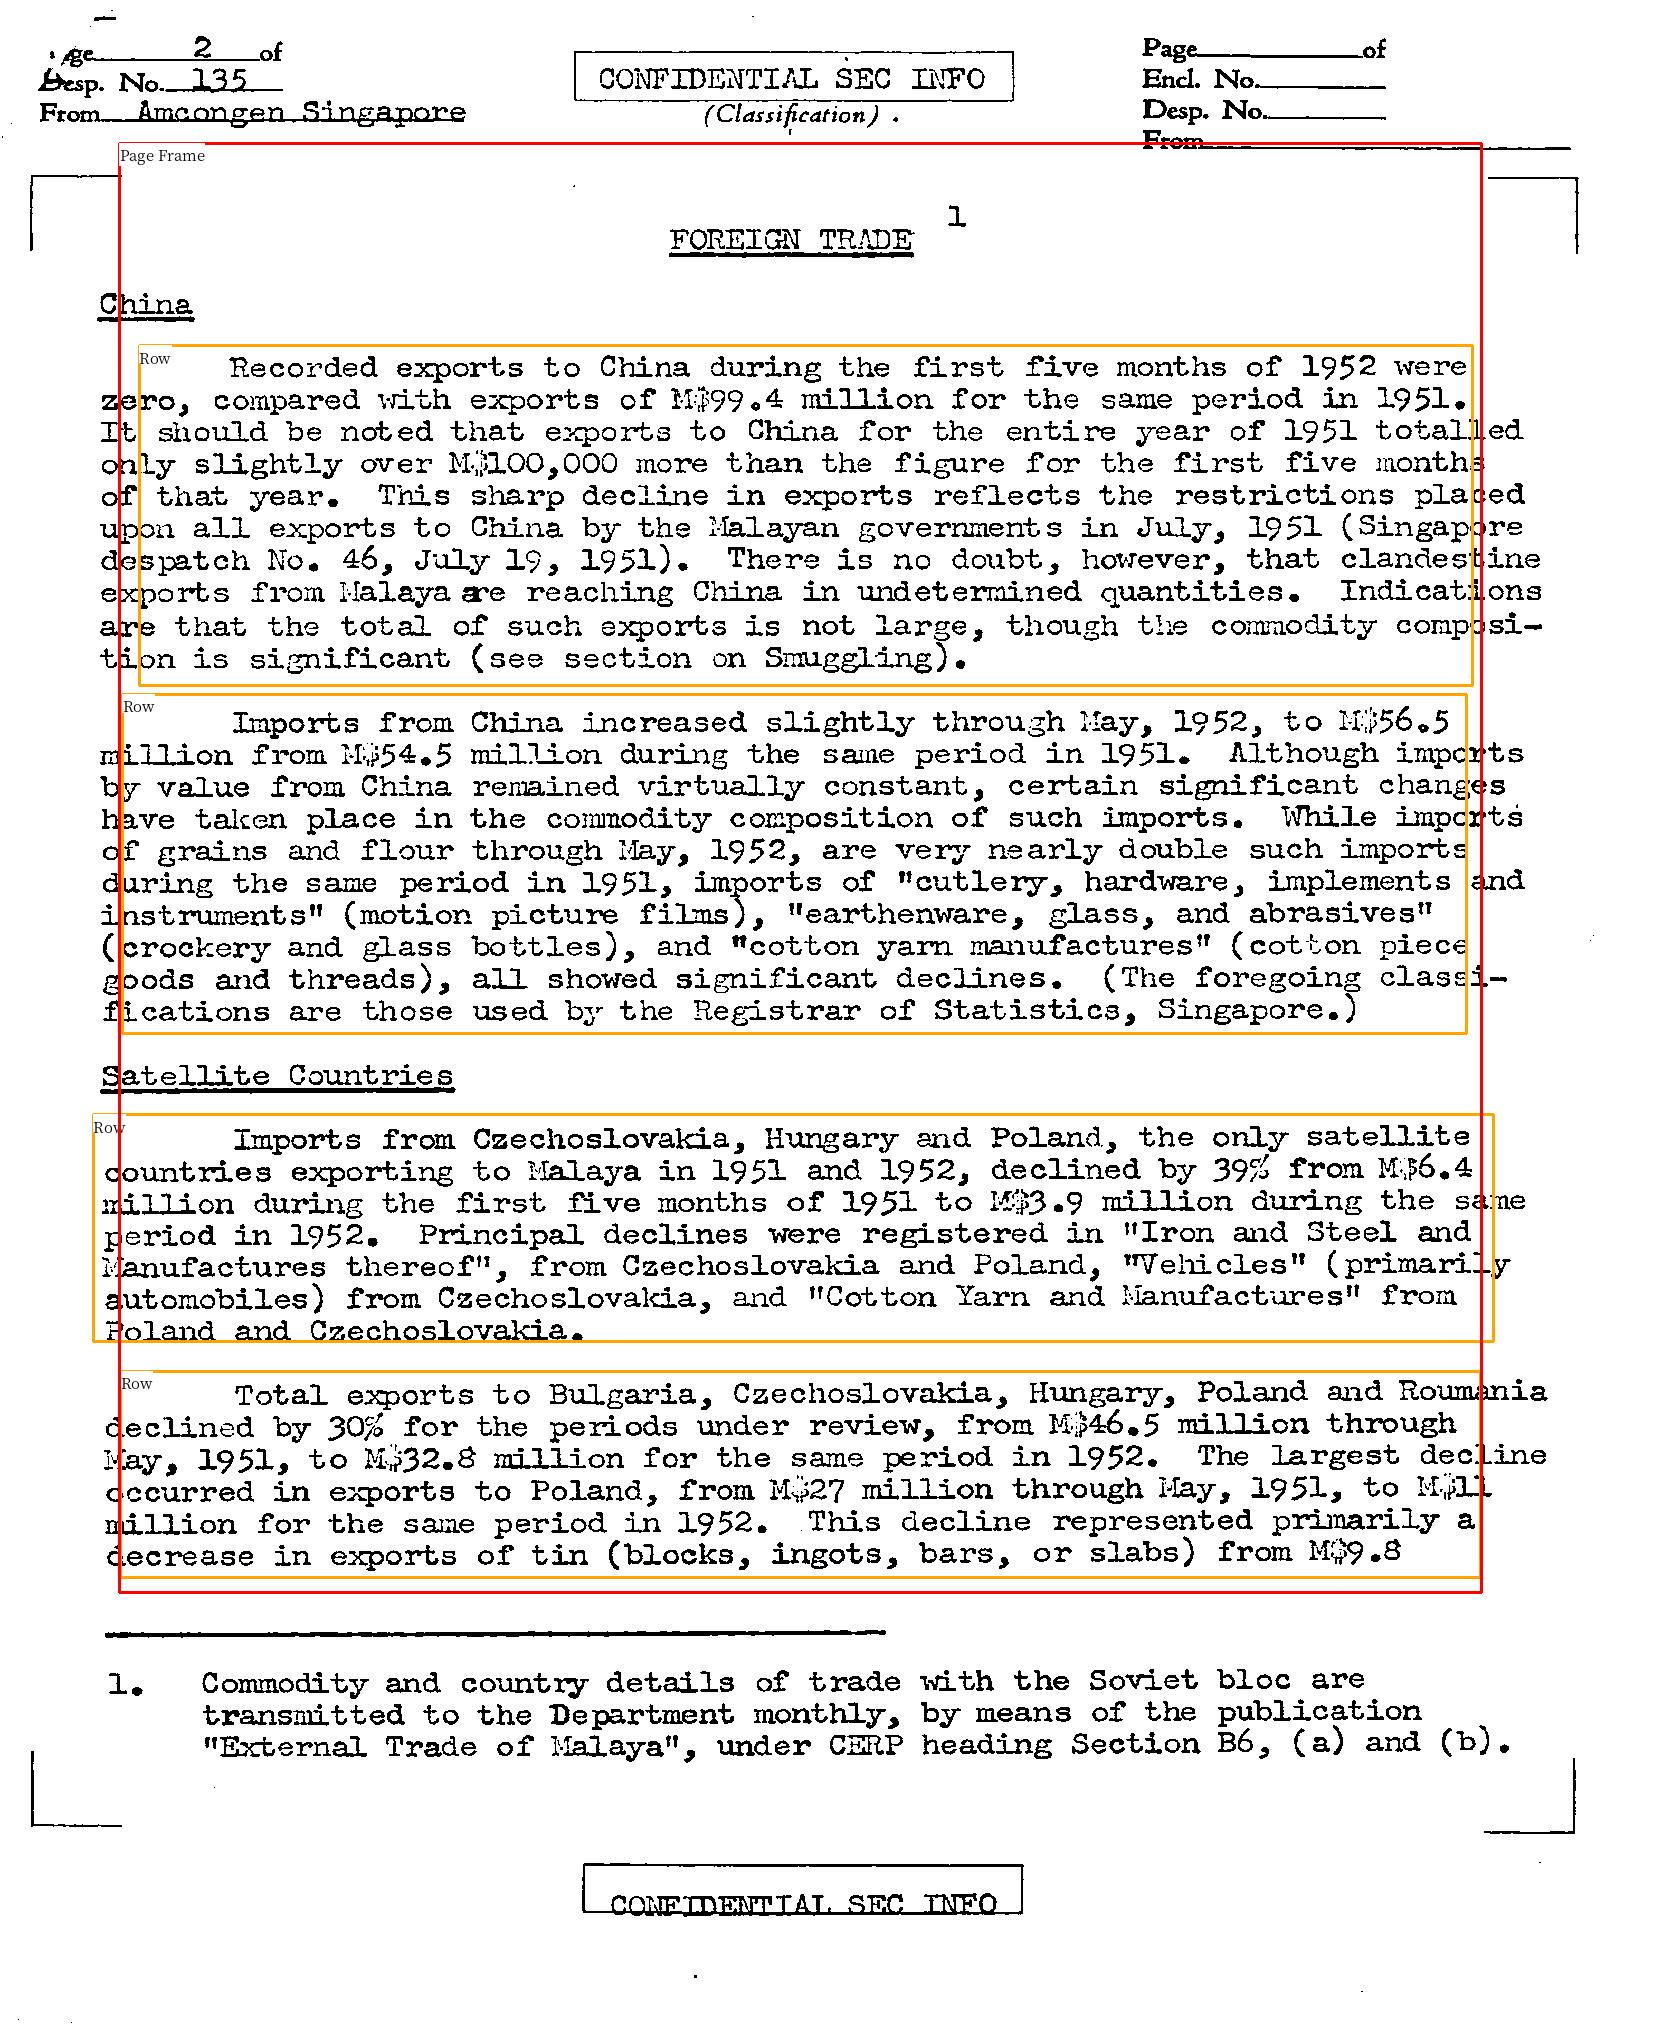 Page 2 of
Desp. No. 135
From Amcongen Singapore
CONFIDENTIAL SEC INFO
(Classification) .
Page of
Encl. No.
Desp. No.
From
Page Frame
FOREIGN TRADE 1
China
Row
Recorded exports to China during the first five months of 1952 were
zero, compared with exports of M$99.4 million for the same period in 1951.
It should be noted that exports to China for the entire year of 1951 totalled
only slightly over M$100,000 more than the figure for the first five months
of that year. This sharp decline in exports reflects the restrictions placed
upon all exports to China by the Malayan governments in July, 1951 (Singapore
despatch No. 46, July 19, 1951). There is no doubt, however, that clandestine
exports from Malaya are reaching China in undetermined quantities. Indications
are that the total of such exports is not large, though the commodity composi-
tion is significant (see section on Smuggling).
Row
Imports from China increased slightly through May, 1952, to M$56.5
million from M$54.5 million during the same period in 1951. Although imports
by value from China remained virtually constant, certain significant changes
have taken place in the commodity composition of such imports. While imports
of grains and flour through May, 1952, are very nearly double such imports
during the same period in 1951, imports of "cutlery, hardware, implements and
instruments" (motion picture films), "earthenware, glass, and abrasives"
(crockery and glass bottles), and "cotton yarn manufactures" (cotton piece
goods and threads), all showed significant declines. (The foregoing classi-
fications are those used by the Registrar of Statistics, Singapore.)
Satellite Countries
Row
Imports from Czechoslovakia, Hungary and Poland, the only satellite
countries exporting to Malaya in 1951 and 1952, declined by 39% from M$6.4
million during the first five months of 1951 to M$3.9 million during the same
period in 1952. Principal declines were registered in "Iron and Steel and
Manufactures thereof", from Czechoslovakia and Poland, "Vehicles" (primarily
automobiles) from Czechoslovakia, and "Cotton Yarn and Manufactures" from
Poland and Czechoslovakia.
Row
Total exports to Bulgaria, Czechoslovakia, Hungary, Poland and Roumania
declined by 30% for the periods under review, from M$46.5 million through
May, 1951, to M$32.8 million for the same period in 1952. The largest decline
occurred in exports to Poland, from M$27 million through May, 1951, to M$11
million for the same period in 1952. This decline represented primarily a
decrease in exports of tin (blocks, ingots, bars, or slabs) from M$9.8
1. Commodity and country details of trade with the Soviet bloc are
transmitted to the Department monthly, by means of the publication
"External Trade of Malaya", under CERP heading Section B6, (a) and (b).
CONFIDENTIAL SEC INFO